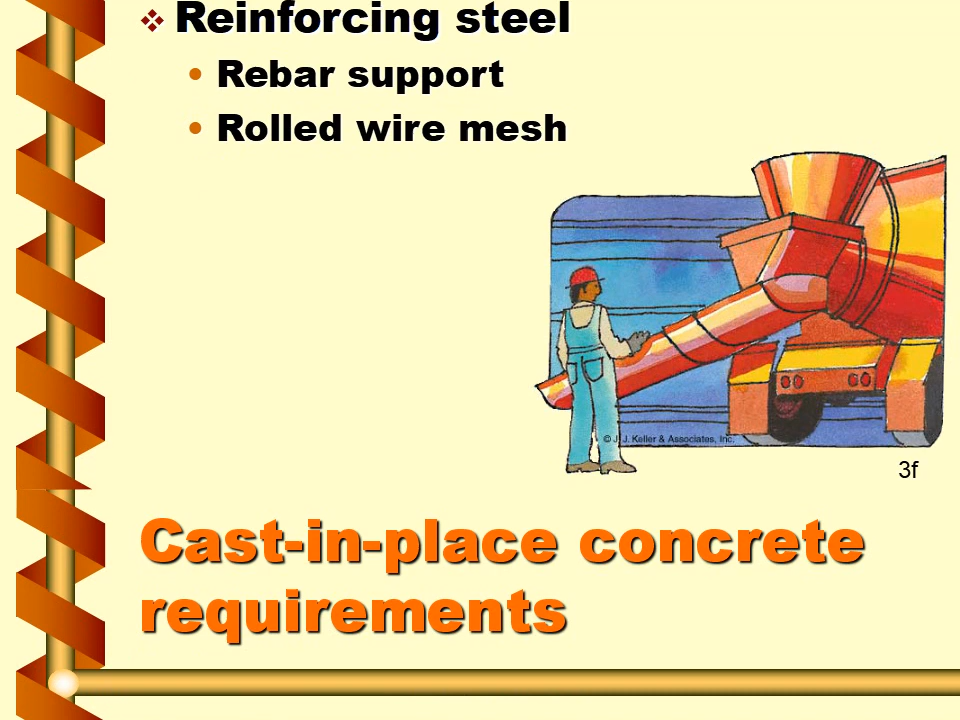 Reinforcing steel
Rebar support
Rolled wire mesh
© J. J. Keller & Associates, Inc.
3f
Cast-in-place concrete
requirements